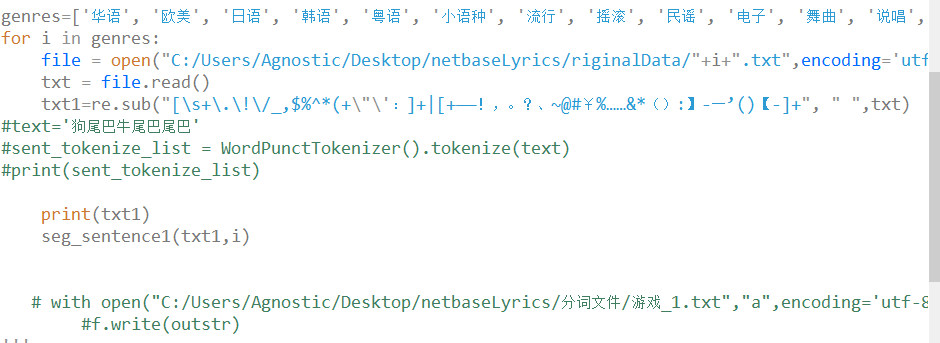 genres=['华语', '欧美', '日语', '韩语', '粤语', '小语种', '流行', '摇滚', '民谣', '电子', '舞曲', '说唱',
for i in genres:
file = open("C:/Users/Agnostic/Desktop/netbaseLyrics/riginalData/"+i+".txt",encoding='utf
txt = file.read()
txt1=re.sub("[\s+\.\!\/_,$%^*(+\"\'：]+|[+——！，。？、~@#￥%……&*（）:】-一’()【-]+", " ",txt)
#text='狗尾巴牛尾巴尾巴'
#sent_tokenize_list = WordPunctTokenizer().tokenize(text)
#print(sent_tokenize_list)
print(txt1)
seg_sentence1(txt1,i)
# with open("C:/Users/Agnostic/Desktop/netbaseLyrics/分词文件/游戏_1.txt","a",encoding='utf-8
#f.write(outstr)
'''